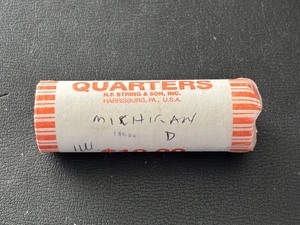 QUARTERS
N.F. STRING & SON, INC.
HARRISBURG, PA., U.S.A.
MICHIGAN
D
$10.00